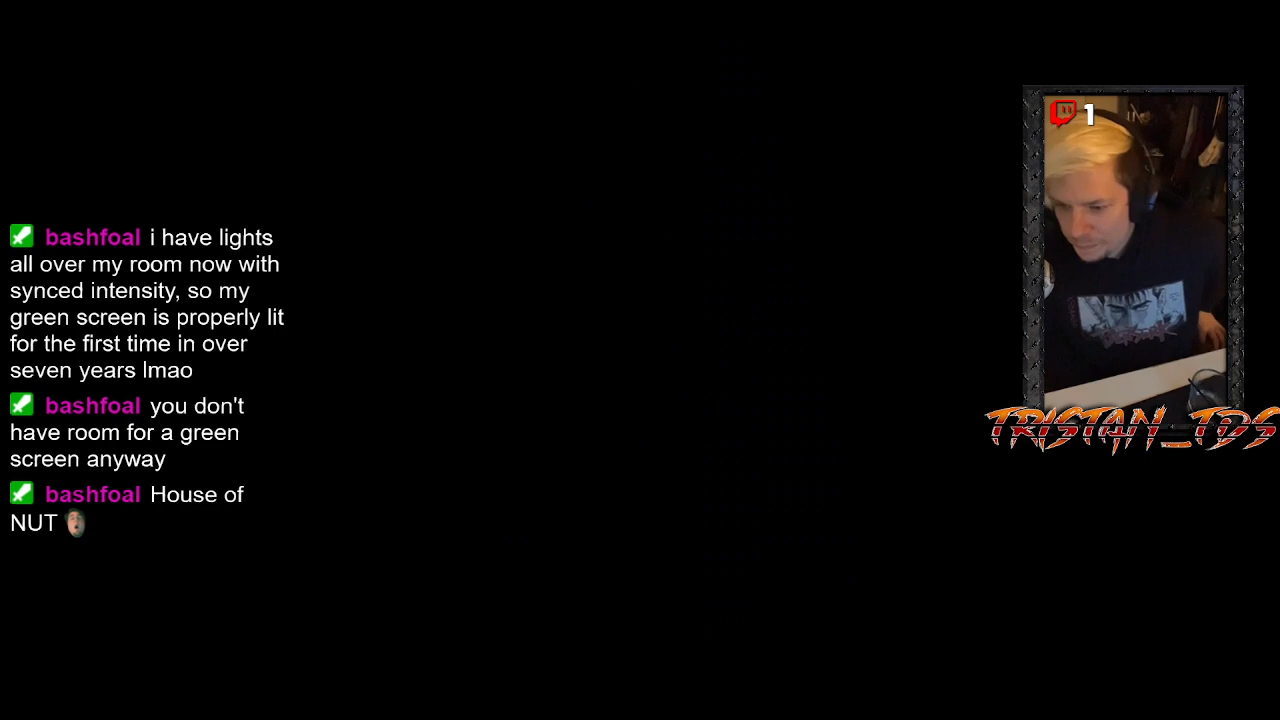 bashfoal i have lights
all over my room now with
synced intensity, so my
green screen is properly lit
for the first time in over
seven years lmao
bashfoal you don't
have room for a green
screen anyway
bashfoal House of
NUT
1
TRISTAN_TDS